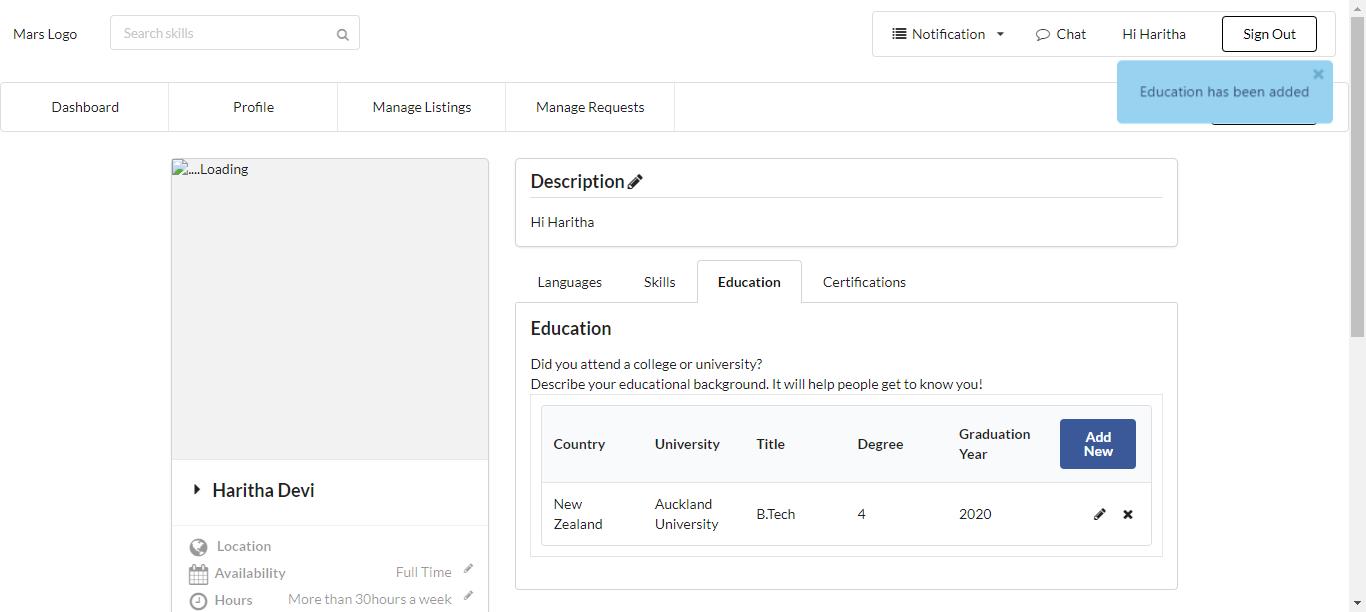 Mars Logo
Search skills
Notification
Chat
Hi Haritha
Sign Out
Education has been added
Dashboard
Profile
Manage Listings
Manage Requests
....Loading
Description
Hi Haritha
Languages
Skills
Education
Certifications
Education
Did you attend a college or university?
Describe your educational background. It will help people get to know you!
Country
University
Title
Degree
Graduation
Year
Add
New
New
Zealand
Auckland
University
B.Tech
4
2020
Haritha Devi
Location
Availability
Full Time
Hours
More than 30hours a week